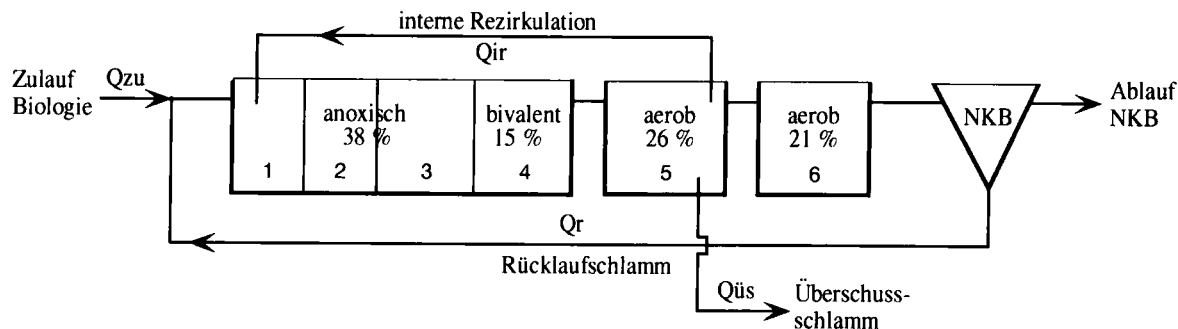 interne Rezirkulation
Qir
Zulauf
Biologie
Qzu
anoxisch
38 %
bivalent
15 %
aerob
26 %
aerob
21 %
NKB
Ablauf
NKB
1
2
3
4
5
6
Qr
Rücklaufschlamm
Qüs
Überschuss-
schlamm